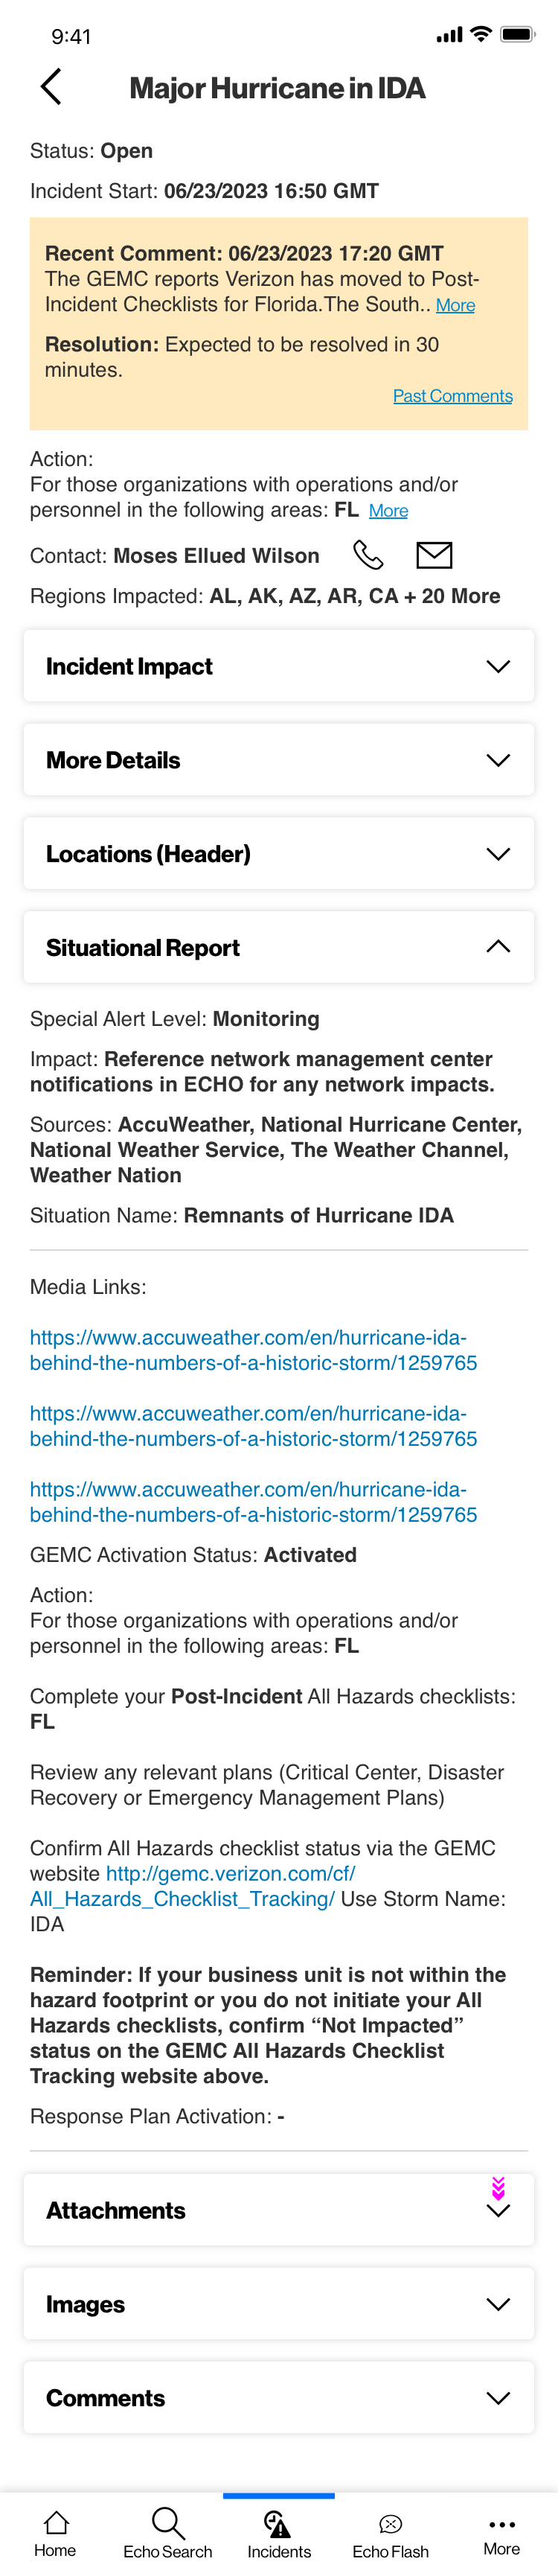 9:41
Major Hurricane in IDA
Status: Open
Incident Start: 06/23/2023 16:50 GMT
Recent Comment: 06/23/2023 17:20 GMT
The GEMC reports Verizon has moved to Post-
Incident Checklists for Florida.The South.. More
Resolution: Expected to be resolved in 30
minutes.
Past Comments
Action:
For those organizations with operations and/or
personnel in the following areas: FL More
Contact: Moses Ellued Wilson
Regions Impacted: AL, AK, AZ, AR, CA + 20 More
Incident Impact
More Details
Locations (Header)
Situational Report
Special Alert Level: Monitoring
Impact: Reference network management center
notifications in ECHO for any network impacts.
Sources: AccuWeather, National Hurricane Center,
National Weather Service, The Weather Channel,
Weather Nation
Situation Name: Remnants of Hurricane IDA
Media Links:
https://www.accuweather.com/en/hurricane-ida-
behind-the-numbers-of-a-historic-storm/1259765
https://www.accuweather.com/en/hurricane-ida-
behind-the-numbers-of-a-historic-storm/1259765
https://www.accuweather.com/en/hurricane-ida-
behind-the-numbers-of-a-historic-storm/1259765
GEMC Activation Status: Activated
Action:
For those organizations with operations and/or
personnel in the following areas: FL
Complete your Post-Incident All Hazards checklists:
FL
Review any relevant plans (Critical Center, Disaster
Recovery or Emergency Management Plans)
Confirm All Hazards checklist status via the GEMC
website http://gemc.verizon.com/cf/
All_Hazards_Checklist_Tracking/ Use Storm Name:
IDA
Reminder: If your business unit is not within the
hazard footprint or you do not initiate your All
Hazards checklists, confirm “Not Impacted”
status on the GEMC All Hazards Checklist
Tracking website above.
Response Plan Activation: -
Attachments
Images
Comments
Home
Echo Search
Incidents
Echo Flash
More